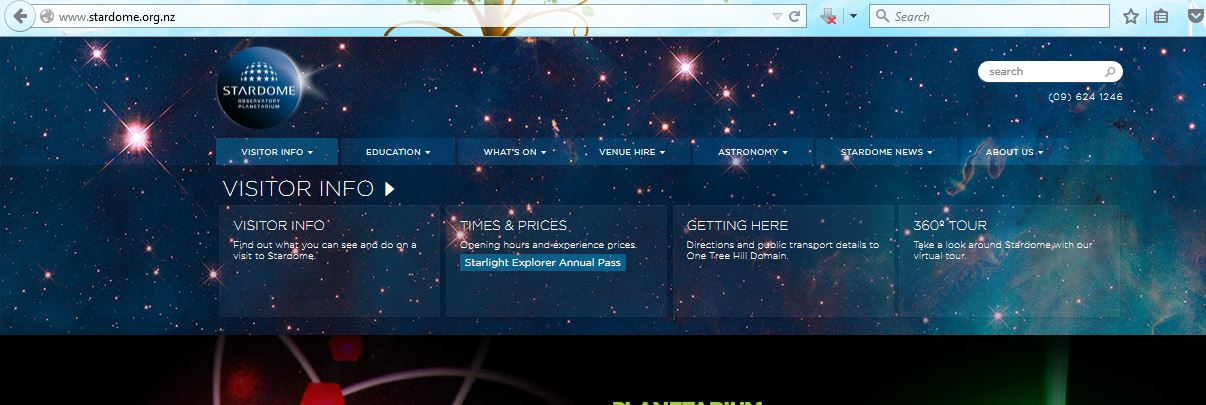 www.stardome.org.nz
Search
STARDOME
OBSERVATORY
PLANETARIUM
search
(09) 624 1246
VISITOR INFO
EDUCATION
WHAT'S ON
VENUE HIRE
ASTRONOMY
STARDOME NEWS
ABOUT US
VISITOR INFO
VISITOR INFO
Find out what you can see and do on a
visit to Stardome.
TIMES & PRICES
Opening hours and experience prices.
Starlight Explorer Annual Pass
GETTING HERE
Directions and public transport details to
One Tree Hill Domain.
360º TOUR
Take a look around Stardome with our
virtual tour.
PLANETARIUM